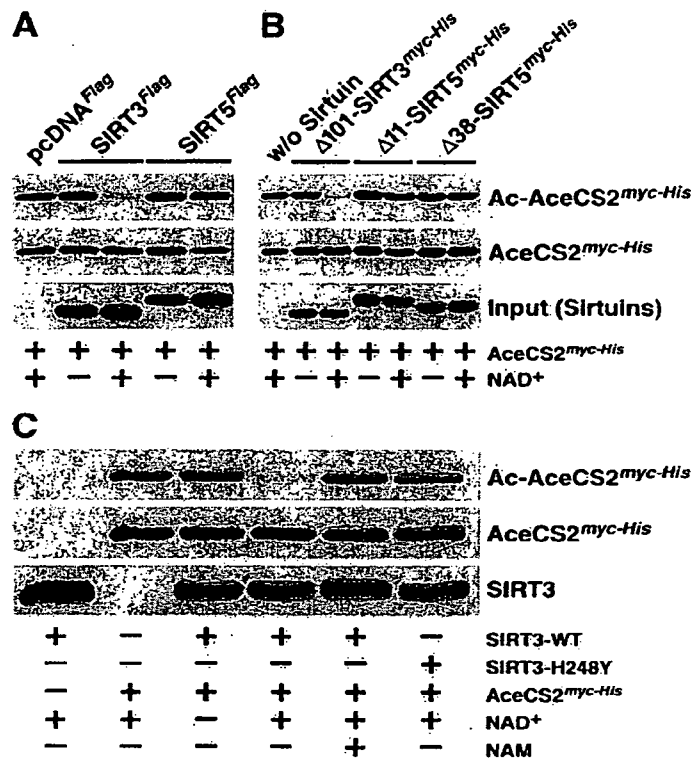 A
B
pcDNA^Flag
SIRT3^Flag
SIRT5^Flag
w/o Sirtuin
Δ101-SIRT3^myc-His
Δ11-SIRT5^myc-His
Δ38-SIRT5^myc-His
Ac-AceCS2^myc-His
AceCS2^myc-His
Input (Sirtuins)
+ + + + + + + + + + + + AceCS2^myc-His
+ − + − + + − + − + − + NAD+
C
Ac-AceCS2^myc-His
AceCS2^myc-His
SIRT3
+ − + + + − SIRT3-WT
− − − − − + SIRT3-H248Y
− + + + + + AceCS2^myc-His
+ + − + + + NAD+
− − − − + − NAM